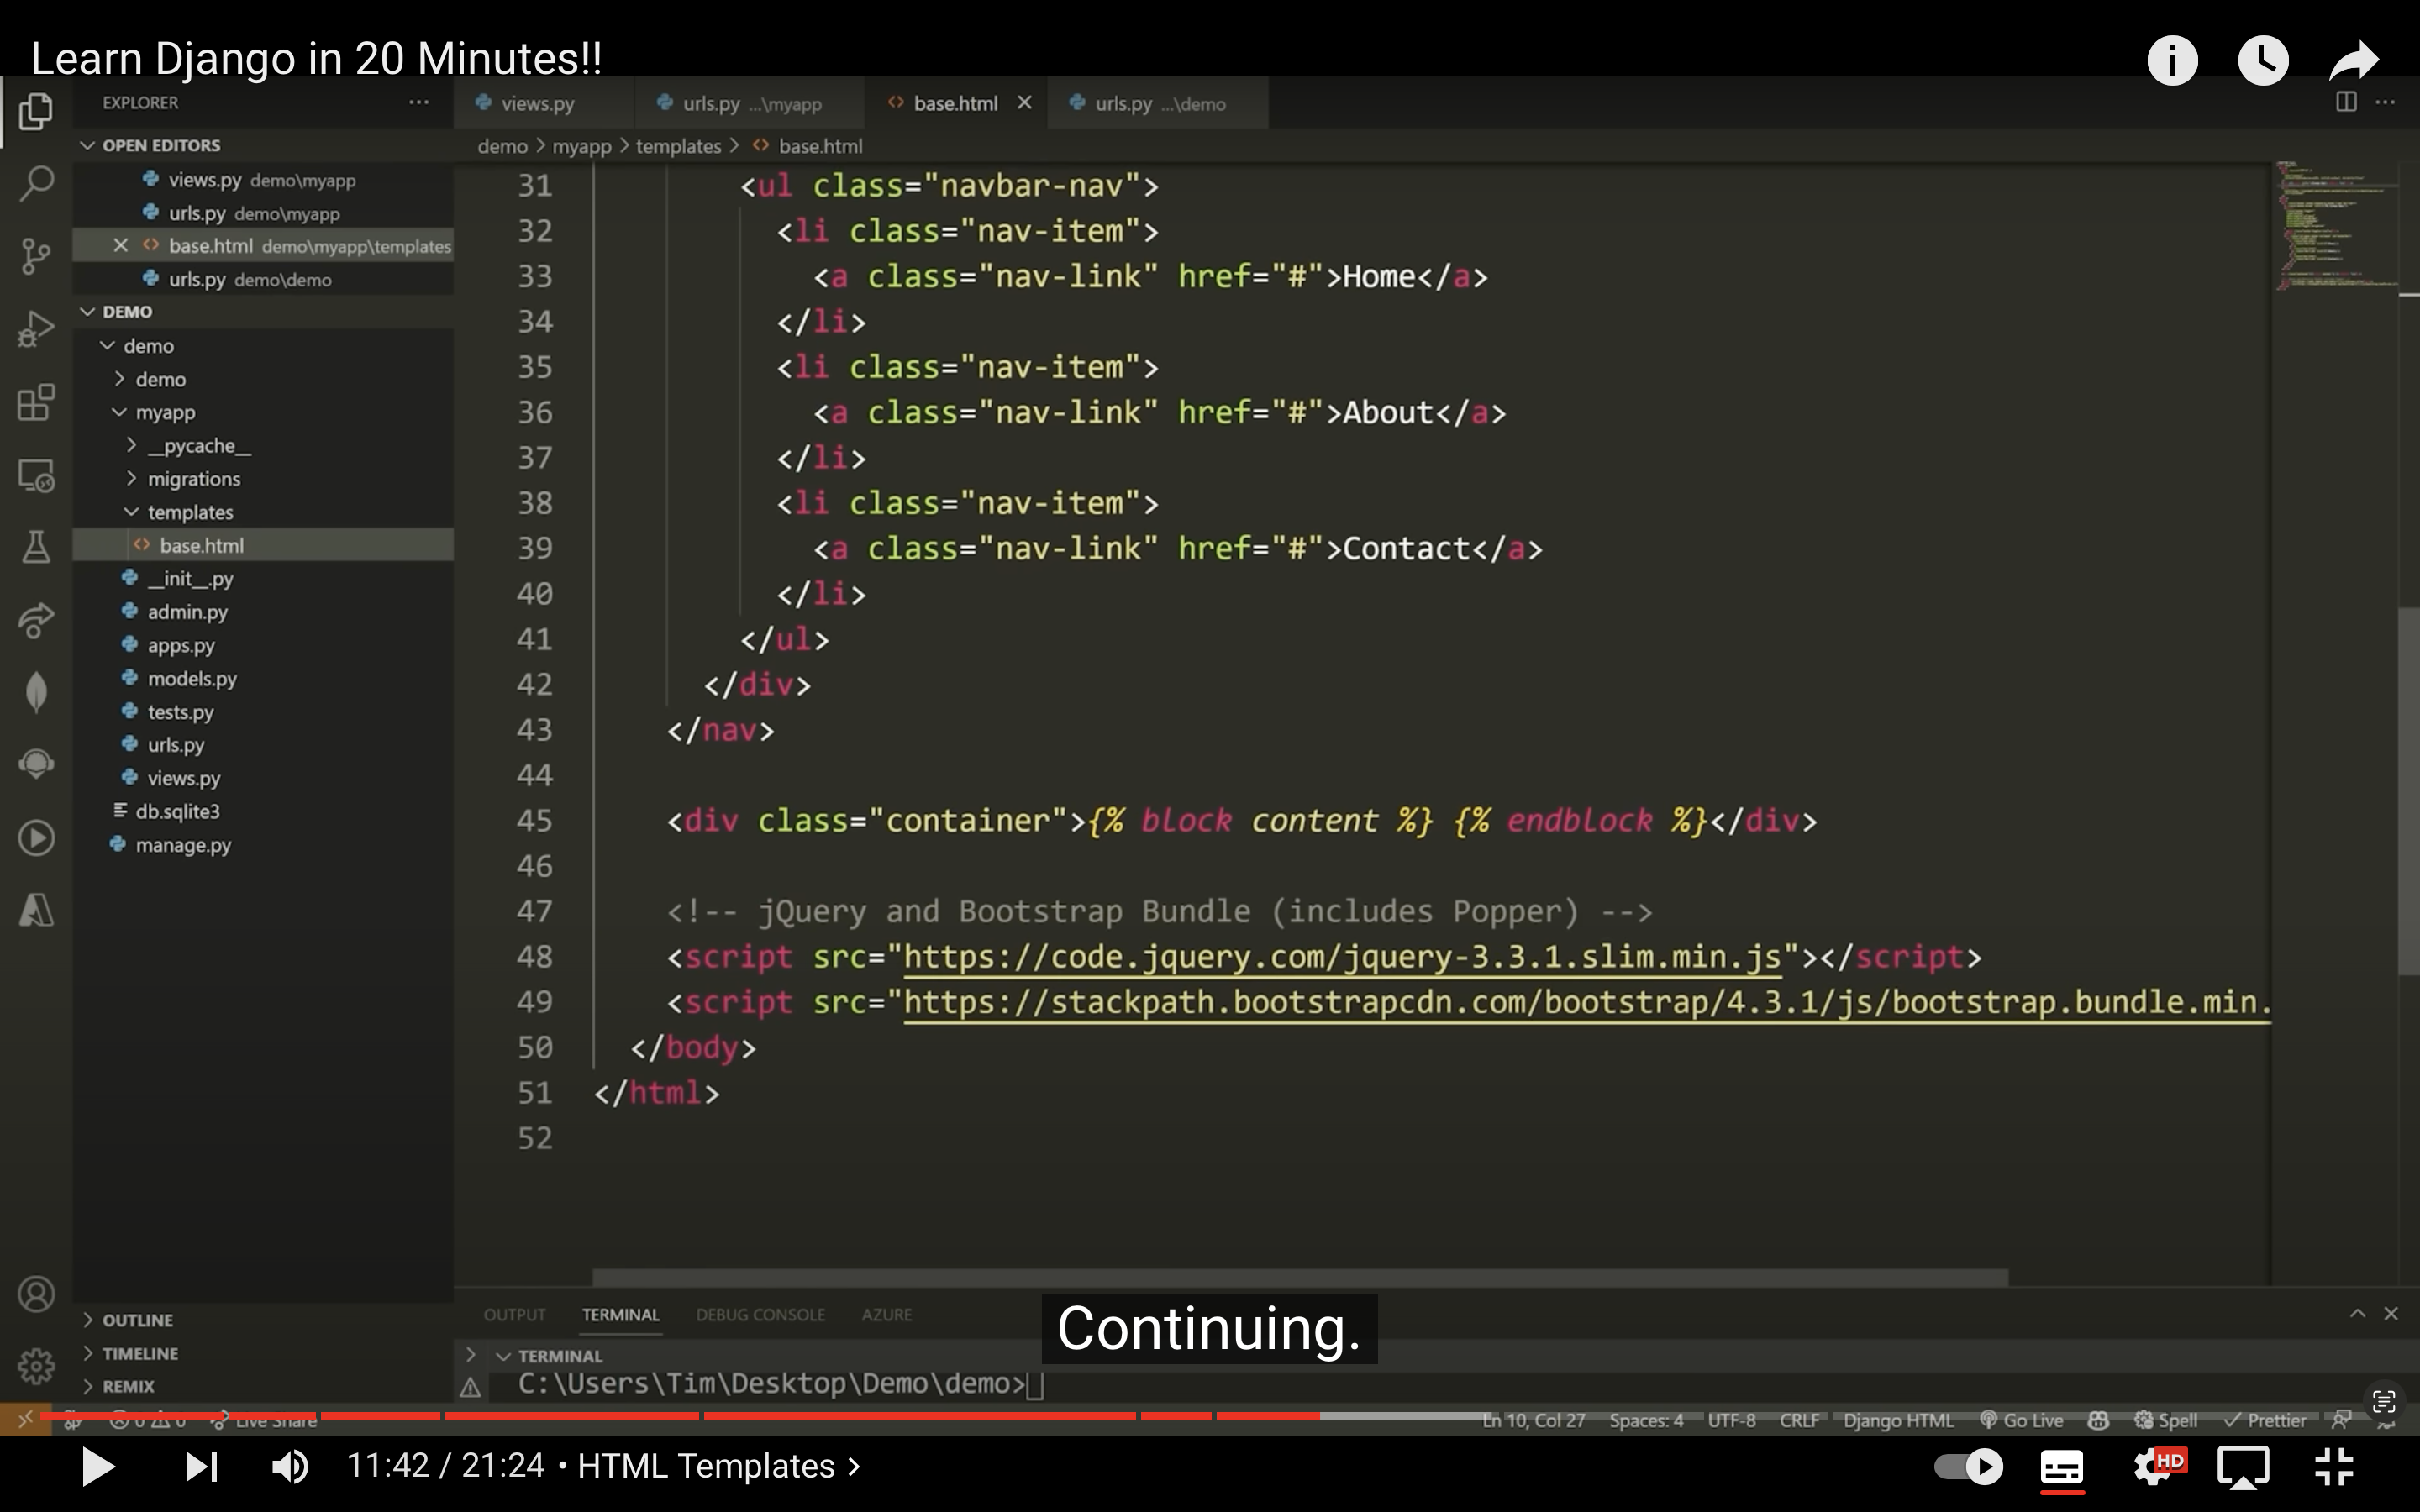 Learn Django in 20 Minutes!!
EXPLORER
OPEN EDITORS
views.py demo\myapp
urls.py demo\myapp
base.html demo\myapp\templates
urls.py demo\demo
DEMO
demo
demo
myapp
__pycache__
migrations
templates
base.html
__init__.py
admin.py
apps.py
models.py
tests.py
urls.py
views.py
db.sqlite3
manage.py
OUTLINE
TIMELINE
REMIX
views.py
urls.py ...\myapp
base.html
urls.py ...\demo
demo > myapp > templates > <> base.html
31 <ul class="navbar-nav">
32 <li class="nav-item">
33 <a class="nav-link" href="#">Home</a>
34 </li>
35 <li class="nav-item">
36 <a class="nav-link" href="#">About</a>
37 </li>
38 <li class="nav-item">
39 <a class="nav-link" href="#">Contact</a>
40 </li>
41 </ul>
42 </div>
43 </nav>
44
45 <div class="container">{% block content %} {% endblock %}</div>
46
47 <!-- jQuery and Bootstrap Bundle (includes Popper) -->
48 <script src="https://code.jquery.com/jquery-3.3.1.slim.min.js"></script>
49 <script src="https://stackpath.bootstrapcdn.com/bootstrap/4.3.1/js/bootstrap.bundle.min.
50 </body>
51 </html>
52
OUTPUT TERMINAL DEBUG CONSOLE AZURE
Continuing.
TERMINAL
C:\Users\Tim\Desktop\Demo\demo>
0 0 Live Share
Ln 10, Col 27 Spaces: 4 UTF-8 CRLF Django HTML Go Live Spell Prettier
11:42 / 21:24 • HTML Templates >
HD